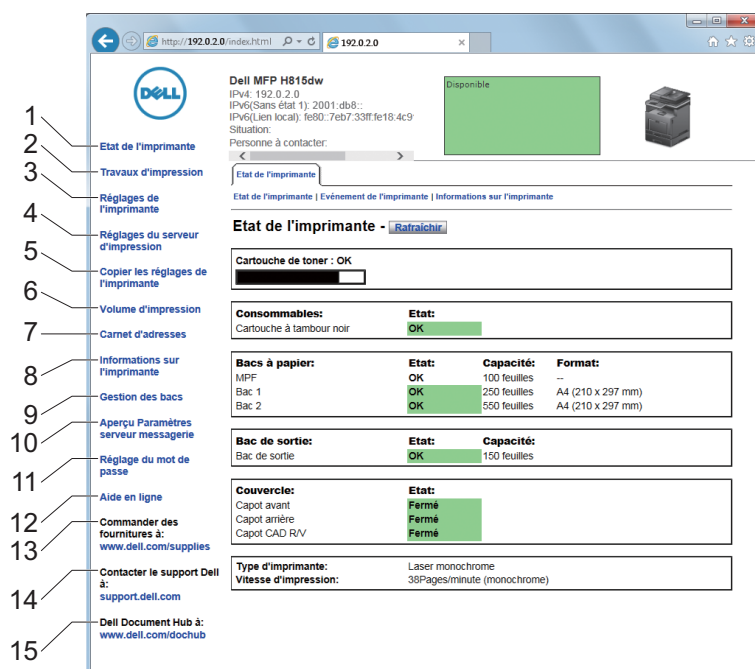 http://192.0.2.0/index.html
192.0.2.0
DELL
Dell MFP H815dw
IPv4: 192.0.2.0
IPv6(Sans état 1): 2001:db8::
IPv6(Lien local): fe80::7eb7:33ff:fe18:4c9
Situation:
Personne à contacter:
Disponible
1
2
3
4
5
6
7
8
9
10
11
12
13
14
15
Etat de l'imprimante
Travaux d'impression
Réglages de
l'imprimante
Réglages du serveur
d'impression
Copier les réglages de
l'imprimante
Volume d'impression
Carnet d'adresses
Informations sur
l'imprimante
Gestion des bacs
Aperçu Paramètres
serveur messagerie
Réglage du mot de
passe
Aide en ligne
Commander des
fournitures à:
www.dell.com/supplies
Contacter le support Dell
à:
support.dell.com
Dell Document Hub à:
www.dell.com/dochub
Etat de l'imprimante
Etat de l'imprimante | Evénement de l'imprimante | Informations sur l'imprimante
Etat de l'imprimante - Rafraîchir
Cartouche de toner : OK
Consommables: Etat:
Cartouche à tambour noir OK
Bacs à papier: Etat: Capacité: Format:
MPF OK 100 feuilles --
Bac 1 OK 250 feuilles A4 (210 x 297 mm)
Bac 2 OK 550 feuilles A4 (210 x 297 mm)
Bac de sortie: Etat: Capacité:
Bac de sortie OK 150 feuilles
Couvercle: Etat:
Capot avant Fermé
Capot arrière Fermé
Capot CAD R/V Fermé
Type d'imprimante: Laser monochrome
Vitesse d'impression: 38Pages/minute (monochrome)